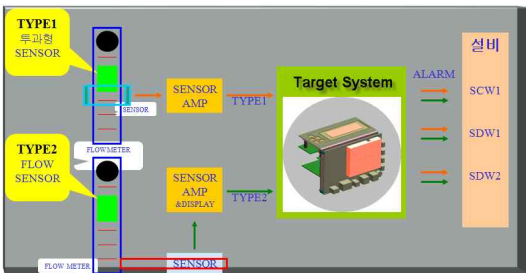 TYPE1
투과형
SENSOR
SENSOR
FLOWMETER
TYPE2
FLOW
SENSOR
FLOW METER
SENSOR
AMP
TYPE1
SENSOR
AMP
&DISPLAY
TYPE2
SENSOR
Target System
ALARM
설비
SCW1
SDW1
SDW2